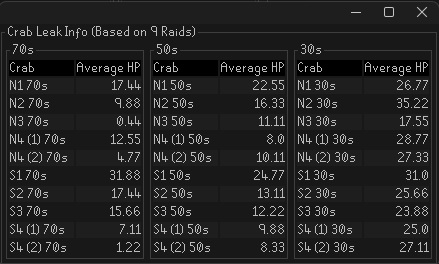 Crab Leak Info (Based on 9 Raids)
70s 50s 30s
Crab Average HP Crab Average HP Crab Average HP
N1 70s 17.44 N1 50s 22.55 N1 30s 26.77
N2 70s 9.88 N2 50s 16.33 N2 30s 35.22
N3 70s 0.44 N3 50s 11.11 N3 30s 17.55
N4 (1) 70s 12.55 N4 (1) 50s 8.0 N4 (1) 30s 28.77
N4 (2) 70s 4.77 N4 (2) 50s 10.11 N4 (2) 30s 27.33
S1 70s 31.88 S1 50s 24.77 S1 30s 31.0
S2 70s 17.44 S2 50s 13.11 S2 30s 25.66
S3 70s 15.66 S3 50s 12.22 S3 30s 23.88
S4 (1) 70s 7.11 S4 (1) 50s 9.88 S4 (1) 30s 25.0
S4 (2) 70s 1.22 S4 (2) 50s 8.33 S4 (2) 30s 27.11